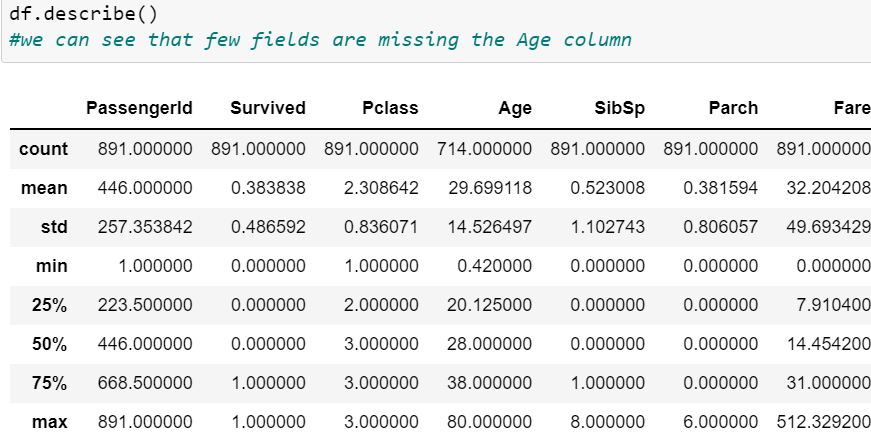 df.describe()
#we can see that few fields are missing the Age column
PassengerId Survived Pclass Age SibSp Parch Fare
count 891.000000 891.000000 891.000000 714.000000 891.000000 891.000000 891.000000
mean 446.000000 0.383838 2.308642 29.699118 0.523008 0.381594 32.204208
std 257.353842 0.486592 0.836071 14.526497 1.102743 0.806057 49.693429
min 1.000000 0.000000 1.000000 0.420000 0.000000 0.000000 0.000000
25% 223.500000 0.000000 2.000000 20.125000 0.000000 0.000000 7.910400
50% 446.000000 0.000000 3.000000 28.000000 0.000000 0.000000 14.454200
75% 668.500000 1.000000 3.000000 38.000000 1.000000 0.000000 31.000000
max 891.000000 1.000000 3.000000 80.000000 8.000000 6.000000 512.329200